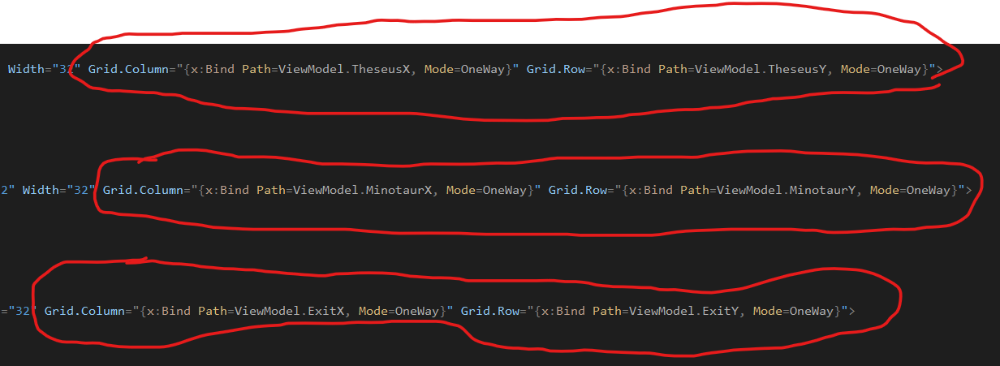 Width="32" Grid.Column="{x:Bind Path=ViewModel.TheseusX, Mode=OneWay}" Grid.Row="{x:Bind Path=ViewModel.TheseusY, Mode=OneWay}">
2" Width="32" Grid.Column="{x:Bind Path=ViewModel.MinotaurX, Mode=OneWay}" Grid.Row="{x:Bind Path=ViewModel.MinotaurY, Mode=OneWay}">
="32" Grid.Column="{x:Bind Path=ViewModel.ExitX, Mode=OneWay}" Grid.Row="{x:Bind Path=ViewModel.ExitY, Mode=OneWay}">